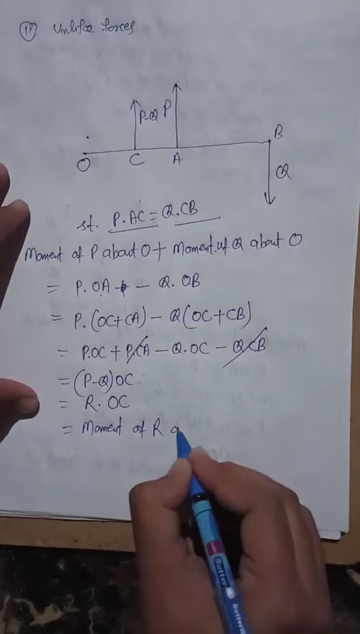 (ii) Unlike forces
P-Q P
B
O C A
Q
st. P.AC = Q.CB
Moment of P about O + Moment of Q about O
= P.OA - Q.OB
= P.(OC+CA) - Q(OC+CB)
= P.OC + P.CA - Q.OC - Q.CB
= (P-Q)OC
= R.OC
= Moment of R a